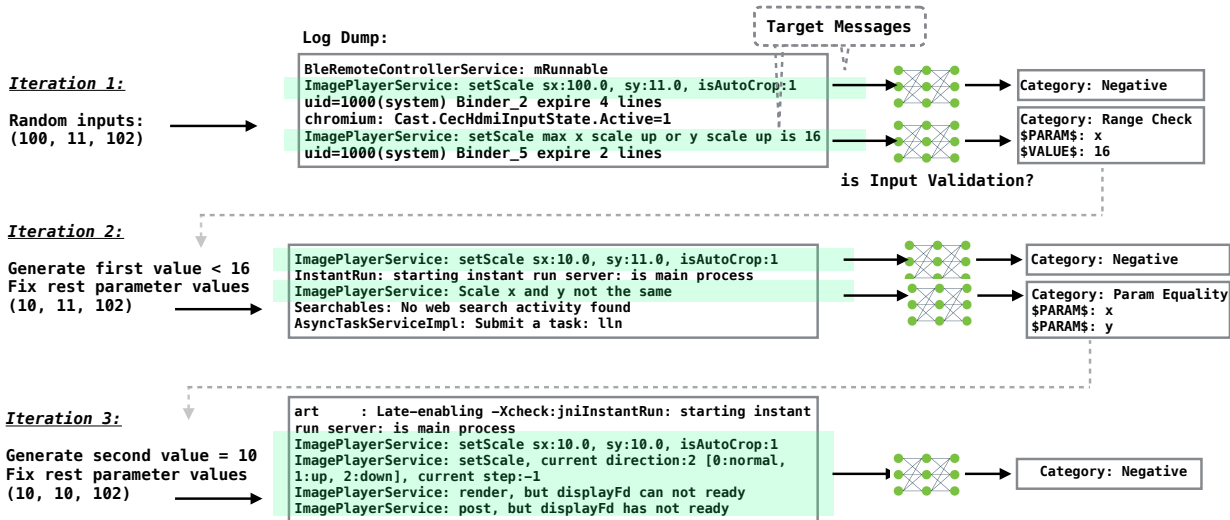 Target Messages
Log Dump:
Iteration 1:
Random inputs:
(100, 11, 102)
BleRemoteControllerService: mRunnable
ImagePlayerService: setScale sx:100.0, sy:11.0, isAutoCrop:1
uid=1000(system) Binder_2 expire 4 lines
chromium: Cast.CecHdmiInputState.Active=1
ImagePlayerService: setScale max x scale up or y scale up is 16
uid=1000(system) Binder_5 expire 2 lines
Category: Negative
Category: Range Check
$PARAM$: x
$VALUE$: 16
is Input Validation?
Iteration 2:
Generate first value < 16
Fix rest parameter values
(10, 11, 102)
ImagePlayerService: setScale sx:10.0, sy:11.0, isAutoCrop:1
InstantRun: starting instant run server: is main process
ImagePlayerService: Scale x and y not the same
Searchables: No web search activity found
AsyncTaskServiceImpl: Submit a task: lln
Category: Negative
Category: Param Equality
$PARAM$: x
$PARAM$: y
Iteration 3:
Generate second value = 10
Fix rest parameter values
(10, 10, 102)
art     : Late-enabling -Xcheck:jniInstantRun: starting instant
run server: is main process
ImagePlayerService: setScale sx:10.0, sy:10.0, isAutoCrop:1
ImagePlayerService: setScale, current direction:2 [0:normal,
1:up, 2:down], current step:-1
ImagePlayerService: render, but displayFd can not ready
ImagePlayerService: post, but displayFd has not ready
Category: Negative